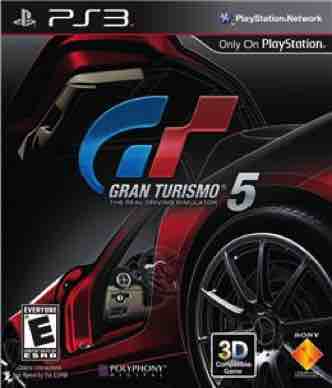 PS3
PlayStation Network
Only On PlayStation.
GT
GRAN TURISMO® 5
THE REAL DRIVING SIMULATOR
EVERYONE
E
ESRB
POLYPHONY
DIGITAL
3D
Compatible
Game
SONY